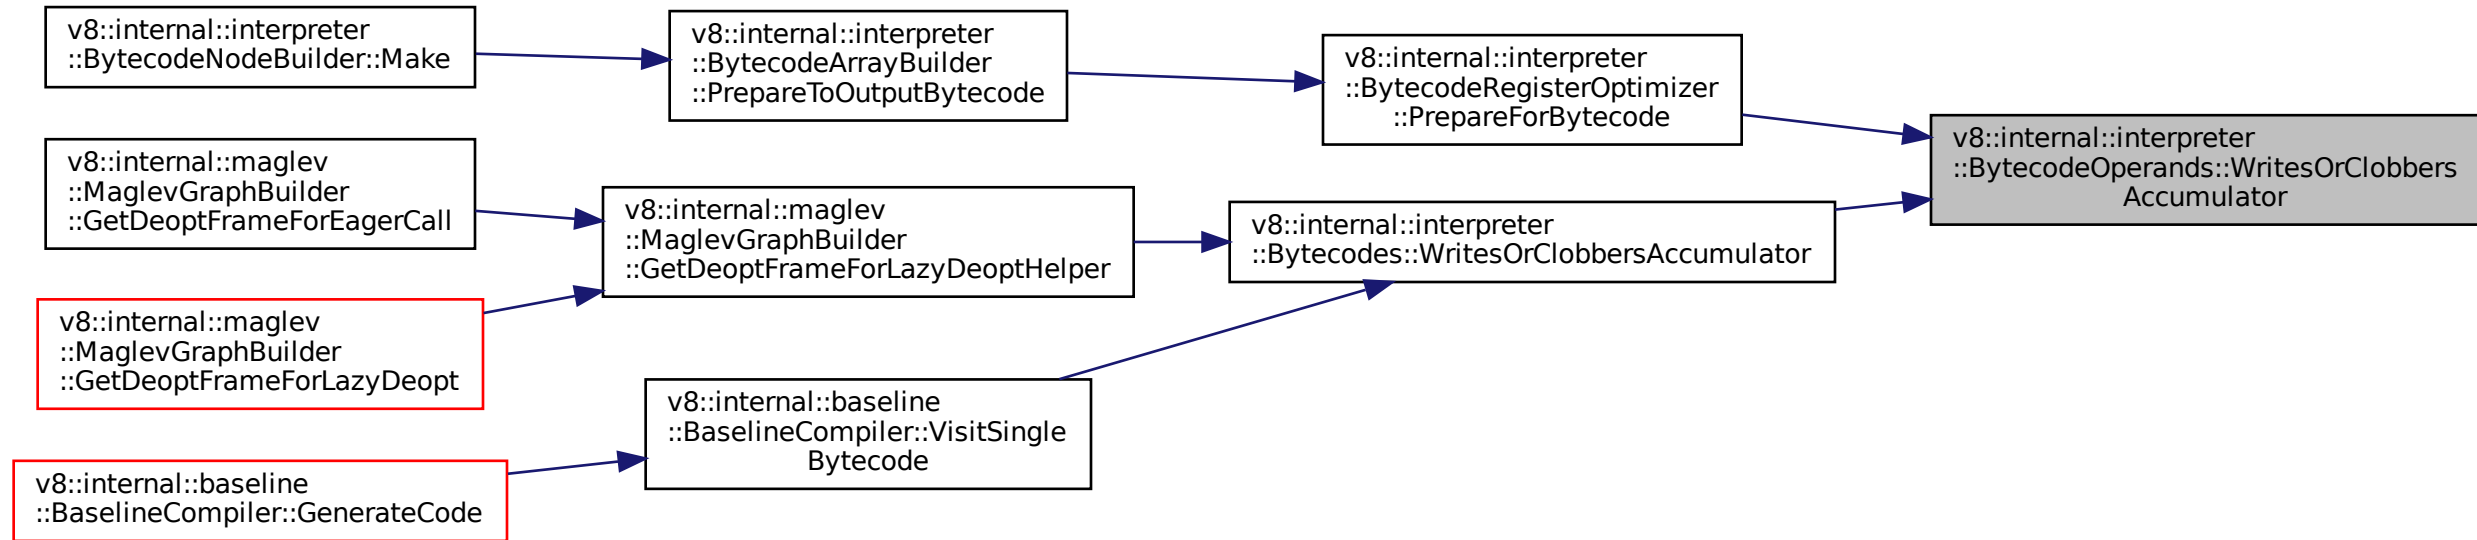 v8::internal::interpreter
::BytecodeNodeBuilder::Make
v8::internal::interpreter
::BytecodeArrayBuilder
::PrepareToOutputBytecode
v8::internal::interpreter
::BytecodeRegisterOptimizer
::PrepareForBytecode
v8::internal::interpreter
::BytecodeOperands::WritesOrClobbers
Accumulator
v8::internal::maglev
::MaglevGraphBuilder
::GetDeoptFrameForEagerCall
v8::internal::maglev
::MaglevGraphBuilder
::GetDeoptFrameForLazyDeoptHelper
v8::internal::interpreter
::Bytecodes::WritesOrClobbersAccumulator
v8::internal::maglev
::MaglevGraphBuilder
::GetDeoptFrameForLazyDeopt
v8::internal::baseline
::BaselineCompiler::VisitSingle
Bytecode
v8::internal::baseline
::BaselineCompiler::GenerateCode